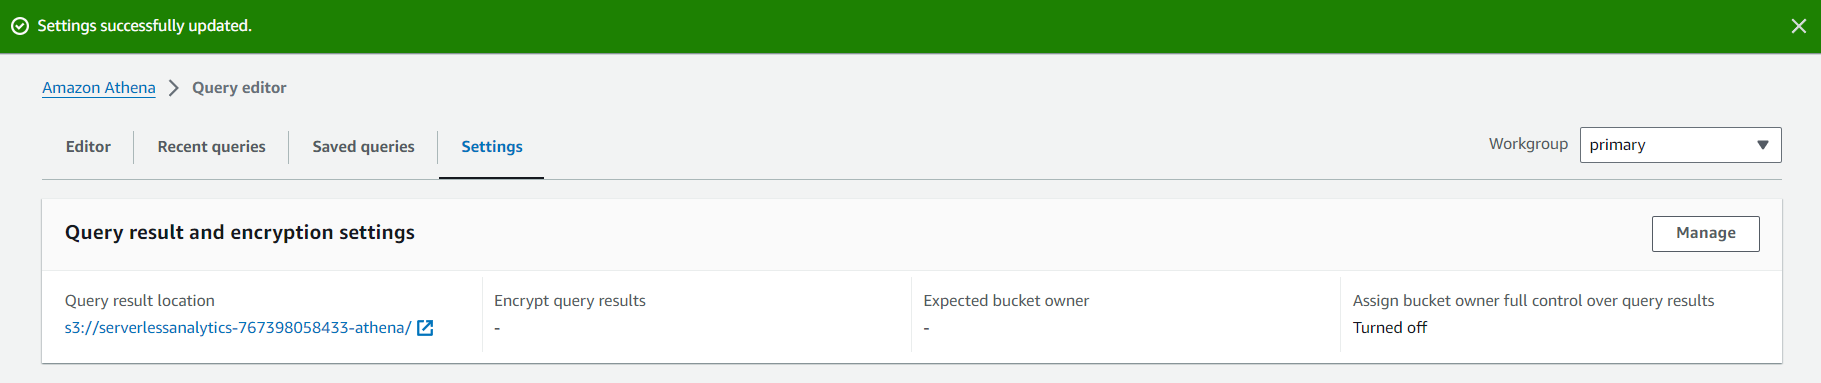 Settings successfully updated.
Amazon Athena > Query editor
Editor Recent queries Saved queries Settings Workgroup primary
Query result and encryption settings Manage
Query result location Encrypt query results Expected bucket owner Assign bucket owner full control over query results
s3://serverlessanalytics-767398058433-athena/ - - Turned off